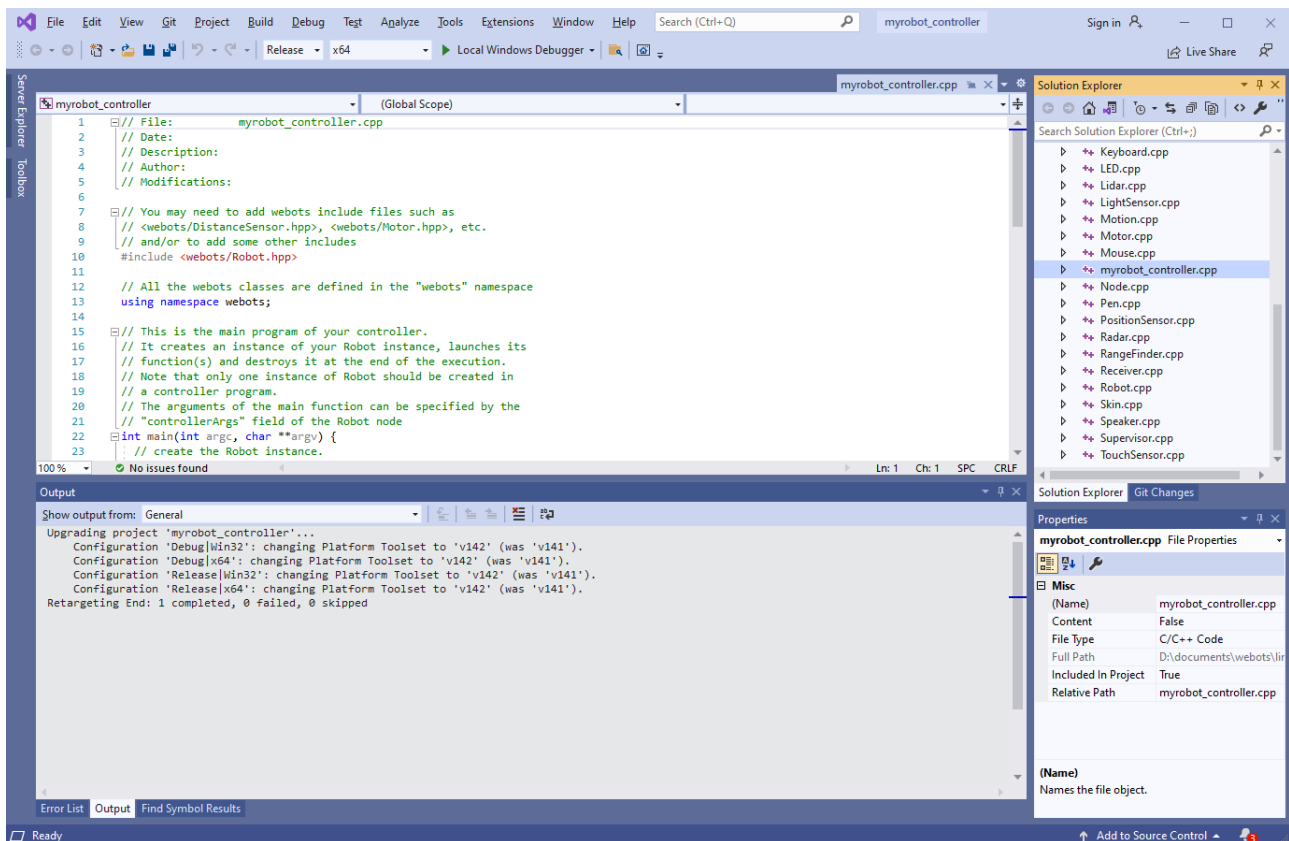 File Edit View Git Project Build Debug Test Analyze Tools Extensions Window Help Search (Ctrl+Q) myrobot_controller Sign in
Release x64 Local Windows Debugger Live Share
Server Explorer
Toolbox
myrobot_controller.cpp
myrobot_controller (Global Scope)
1 // File: myrobot_controller.cpp
2 // Date:
3 // Description:
4 // Author:
5 // Modifications:
6
7 // You may need to add webots include files such as
8 // <webots/DistanceSensor.hpp>, <webots/Motor.hpp>, etc.
9 // and/or to add some other includes
10 #include <webots/Robot.hpp>
11
12 // All the webots classes are defined in the "webots" namespace
13 using namespace webots;
14
15 // This is the main program of your controller.
16 // It creates an instance of your Robot instance, launches its
17 // function(s) and destroys it at the end of the execution.
18 // Note that only one instance of Robot should be created in
19 // a controller program.
20 // The arguments of the main function can be specified by the
21 // "controllerArgs" field of the Robot node
22 int main(int argc, char **argv) {
23 // create the Robot instance.
100 % No issues found Ln: 1 Ch: 1 SPC CRLF
Output
Show output from: General
Upgrading project 'myrobot_controller'...
Configuration 'Debug|Win32': changing Platform Toolset to 'v142' (was 'v141').
Configuration 'Debug|x64': changing Platform Toolset to 'v142' (was 'v141').
Configuration 'Release|Win32': changing Platform Toolset to 'v142' (was 'v141').
Configuration 'Release|x64': changing Platform Toolset to 'v142' (was 'v141').
Retargeting End: 1 completed, 0 failed, 0 skipped
Error List Output Find Symbol Results
Solution Explorer
Search Solution Explorer (Ctrl+;)
Keyboard.cpp
LED.cpp
Lidar.cpp
LightSensor.cpp
Motion.cpp
Motor.cpp
Mouse.cpp
myrobot_controller.cpp
Node.cpp
Pen.cpp
PositionSensor.cpp
Radar.cpp
RangeFinder.cpp
Receiver.cpp
Robot.cpp
Skin.cpp
Speaker.cpp
Supervisor.cpp
TouchSensor.cpp
Solution Explorer Git Changes
Properties
myrobot_controller.cpp File Properties
Misc
(Name) myrobot_controller.cpp
Content False
File Type C/C++ Code
Full Path D:\documents\webots\lir
Included In Project True
Relative Path myrobot_controller.cpp
(Name)
Names the file object.
Ready Add to Source Control 3